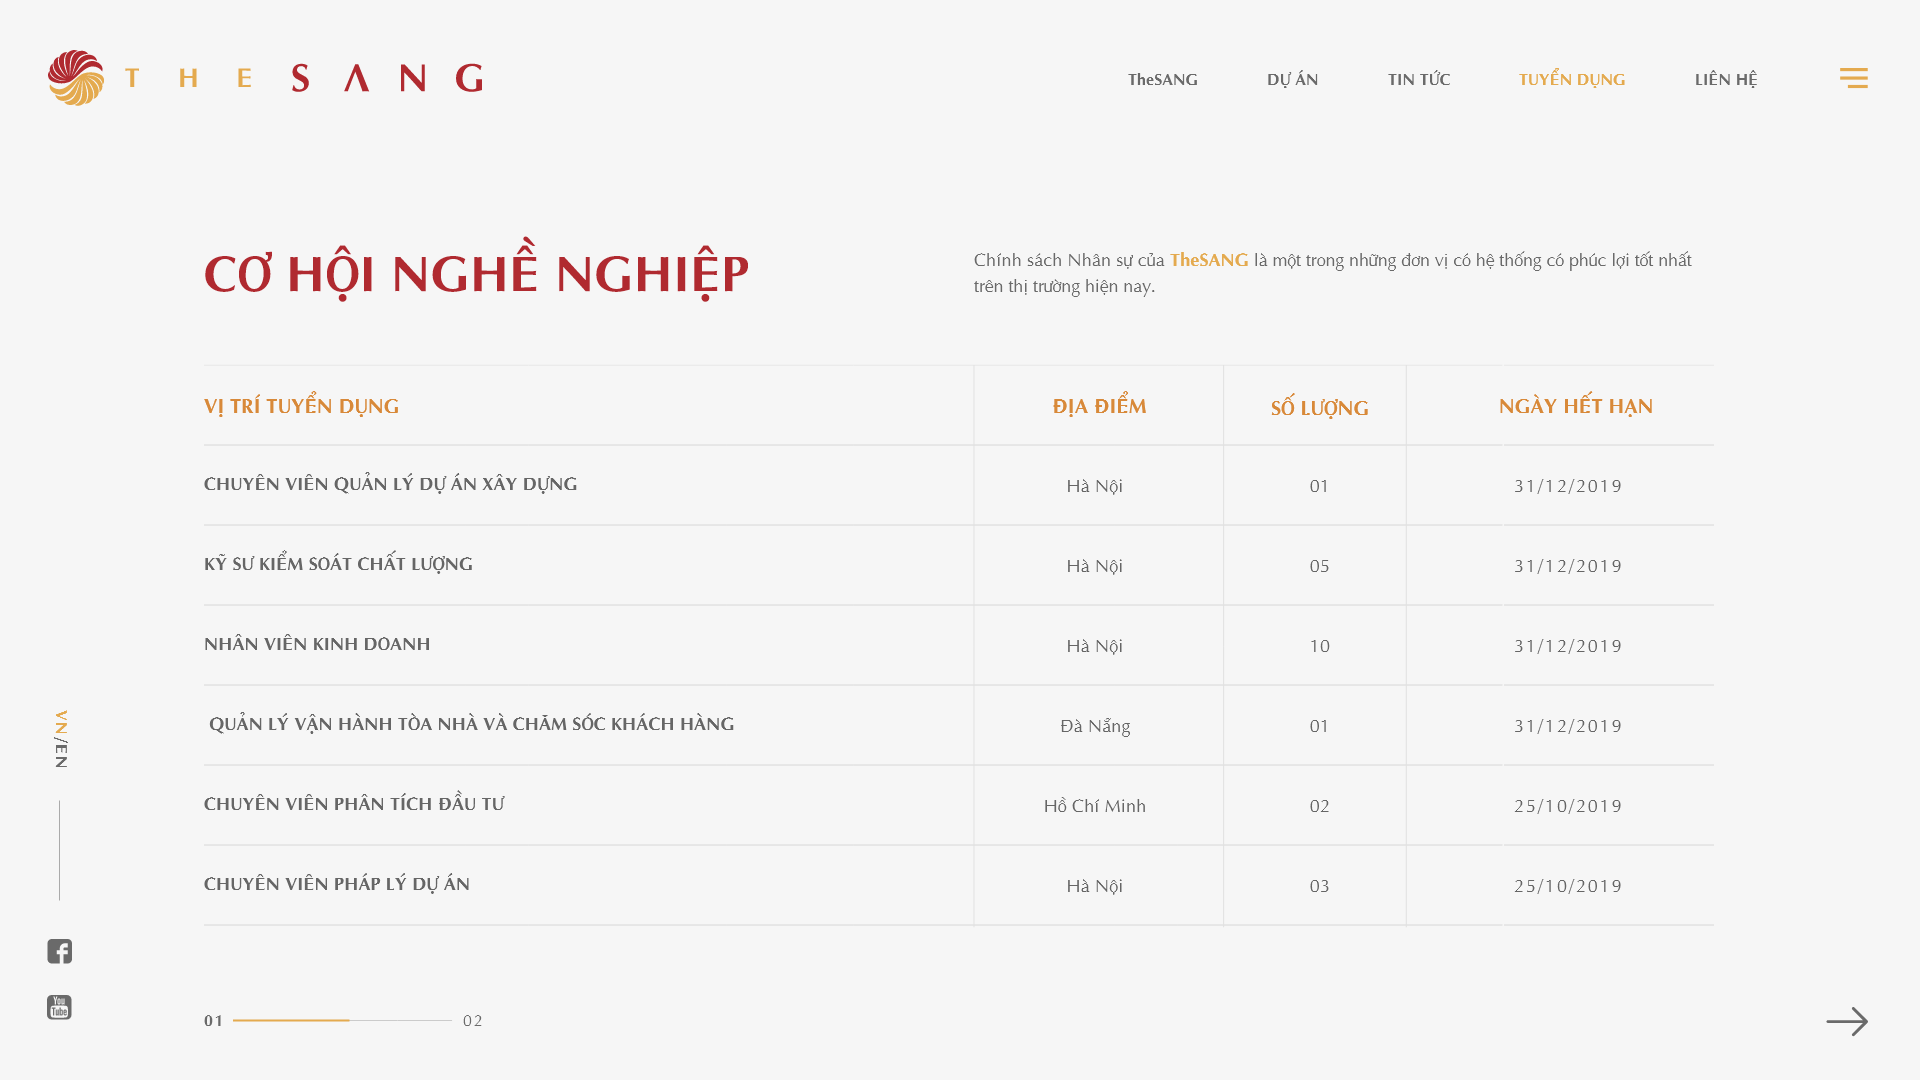 THE SANG
TheSANG DỰ ÁN TIN TỨC TUYỂN DỤNG LIÊN HỆ
CƠ HỘI NGHỀ NGHIỆP
Chính sách Nhân sự của TheSANG là một trong những đơn vị có hệ thống có phúc lợi tốt nhất
trên thị trường hiện nay.
VỊ TRÍ TUYỂN DỤNG ĐỊA ĐIỂM SỐ LƯỢNG NGÀY HẾT HẠN
CHUYÊN VIÊN QUẢN LÝ DỰ ÁN XÂY DỰNG Hà Nội 01 31/12/2019
KỸ SƯ KIỂM SOÁT CHẤT LƯỢNG Hà Nội 05 31/12/2019
NHÂN VIÊN KINH DOANH Hà Nội 10 31/12/2019
QUẢN LÝ VẬN HÀNH TÒA NHÀ VÀ CHĂM SÓC KHÁCH HÀNG Đà Nẵng 01 31/12/2019
CHUYÊN VIÊN PHÂN TÍCH ĐẦU TƯ Hồ Chí Minh 02 25/10/2019
CHUYÊN VIÊN PHÁP LÝ DỰ ÁN Hà Nội 03 25/10/2019
VN/EN
You
Tube
01 02